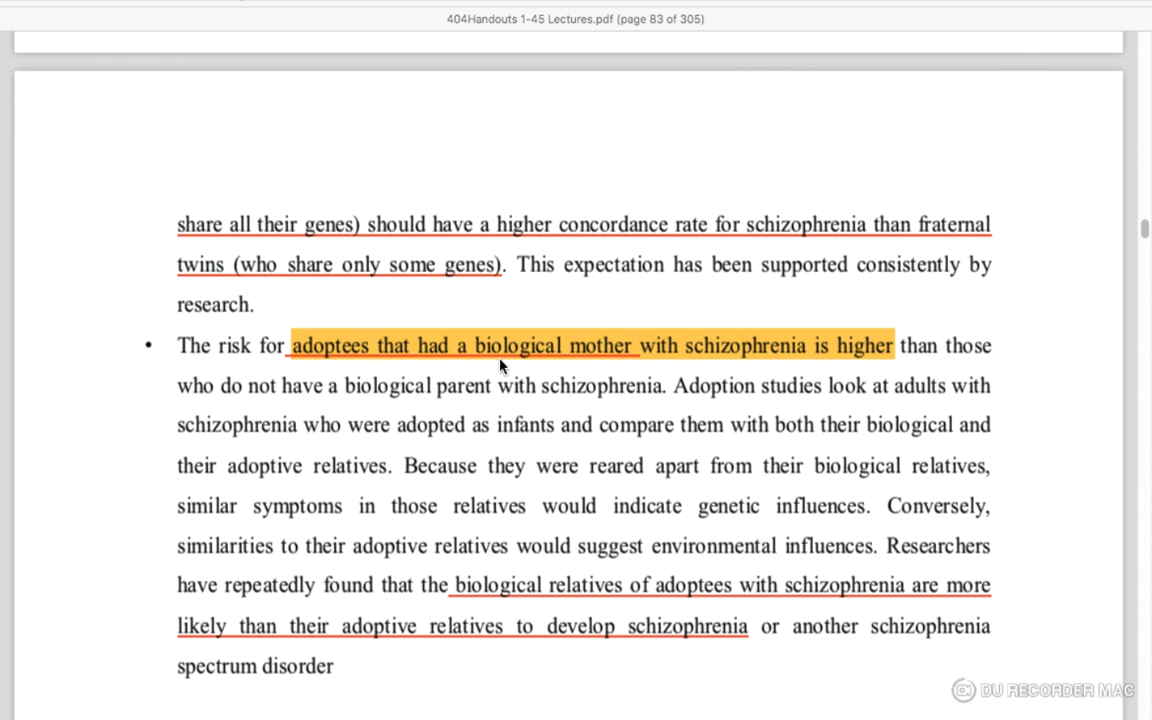 404Handouts 1-45 Lectures.pdf (page 83 of 305)
share all their genes) should have a higher concordance rate for schizophrenia than fraternal
twins (who share only some genes). This expectation has been supported consistently by
research.
• The risk for adoptees that had a biological mother with schizophrenia is higher than those
who do not have a biological parent with schizophrenia. Adoption studies look at adults with
schizophrenia who were adopted as infants and compare them with both their biological and
their adoptive relatives. Because they were reared apart from their biological relatives,
similar symptoms in those relatives would indicate genetic influences. Conversely,
similarities to their adoptive relatives would suggest environmental influences. Researchers
have repeatedly found that the biological relatives of adoptees with schizophrenia are more
likely than their adoptive relatives to develop schizophrenia or another schizophrenia
spectrum disorder
DU RECORDER MAC